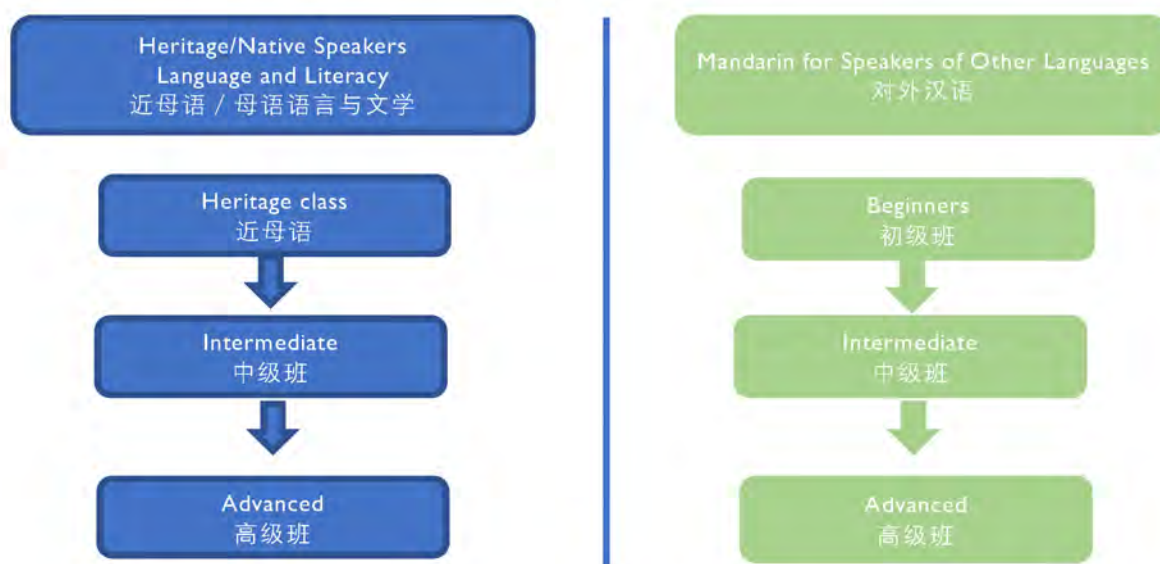 Heritage/Native Speakers
Language and Literacy
近母语 / 母语语言与文学
Heritage class
近母语
Intermediate
中级班
Advanced
高级班
Mandarin for Speakers of Other Languages
对外汉语
Beginners
初级班
Intermediate
中级班
Advanced
高级班